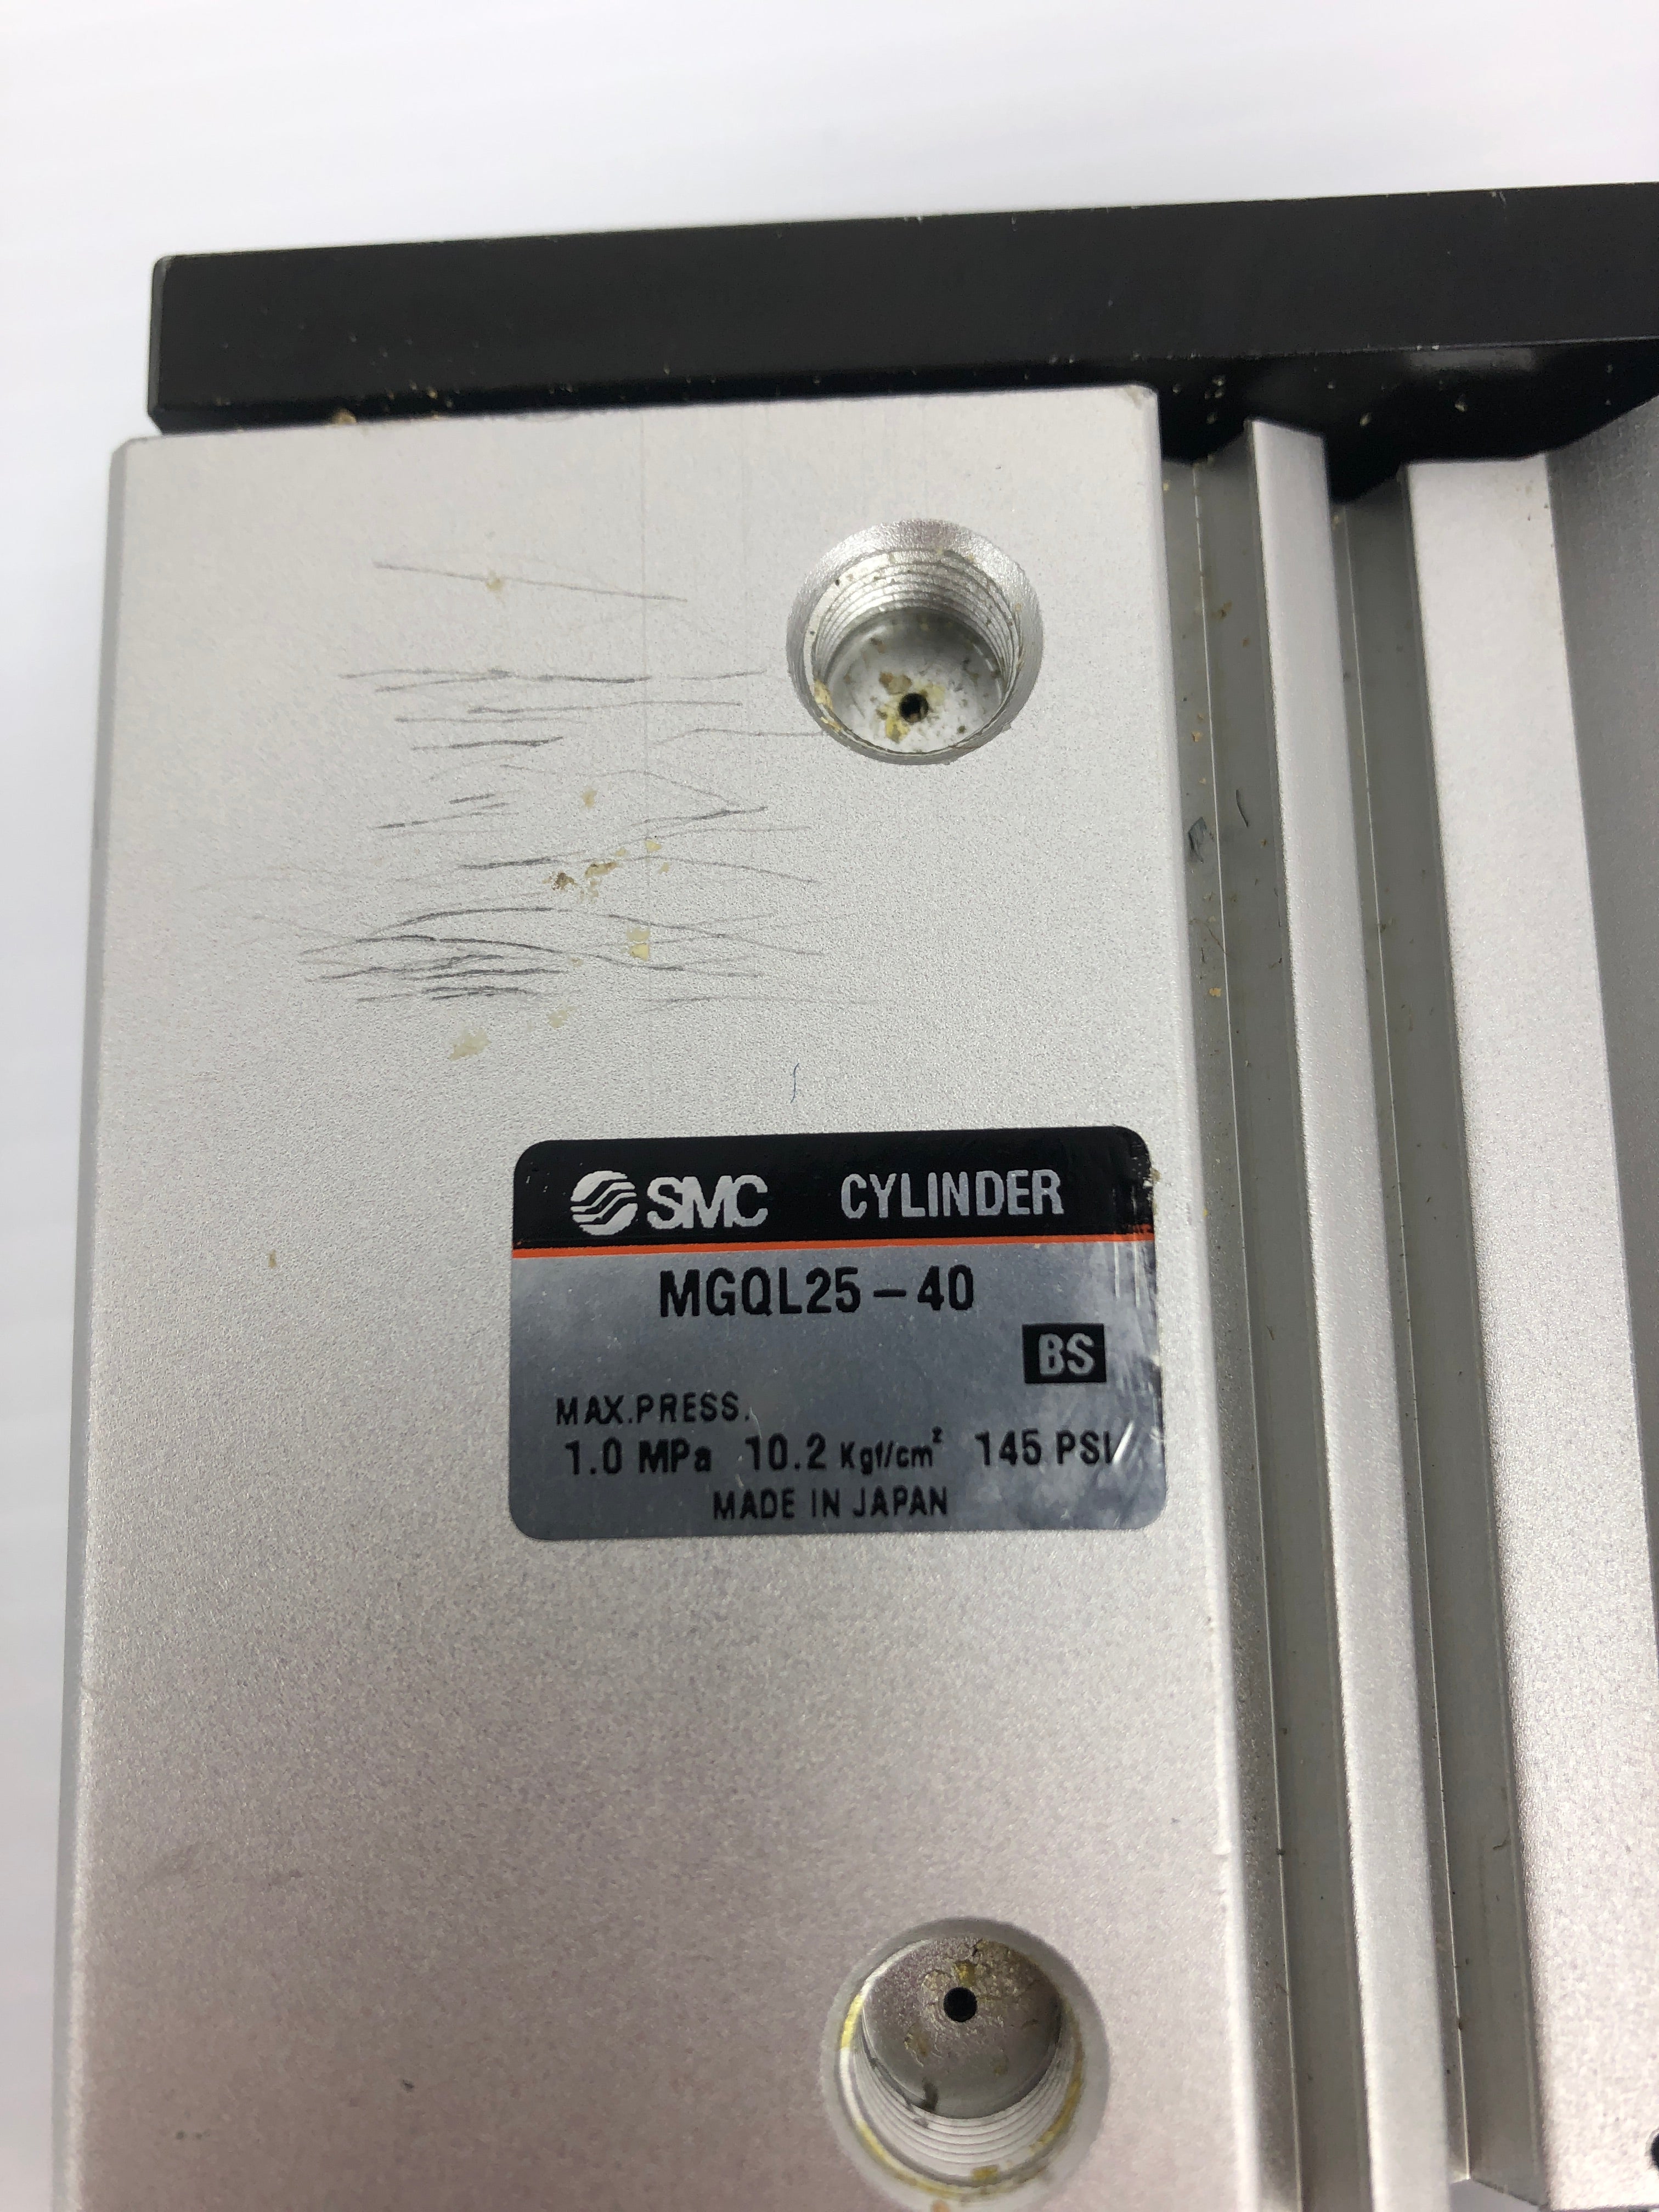 SMC CYLINDER
MGQL25-40
BS
MAX.PRESS.
1.0 MPa 10.2 Kgf/cm² 145 PSI
MADE IN JAPAN